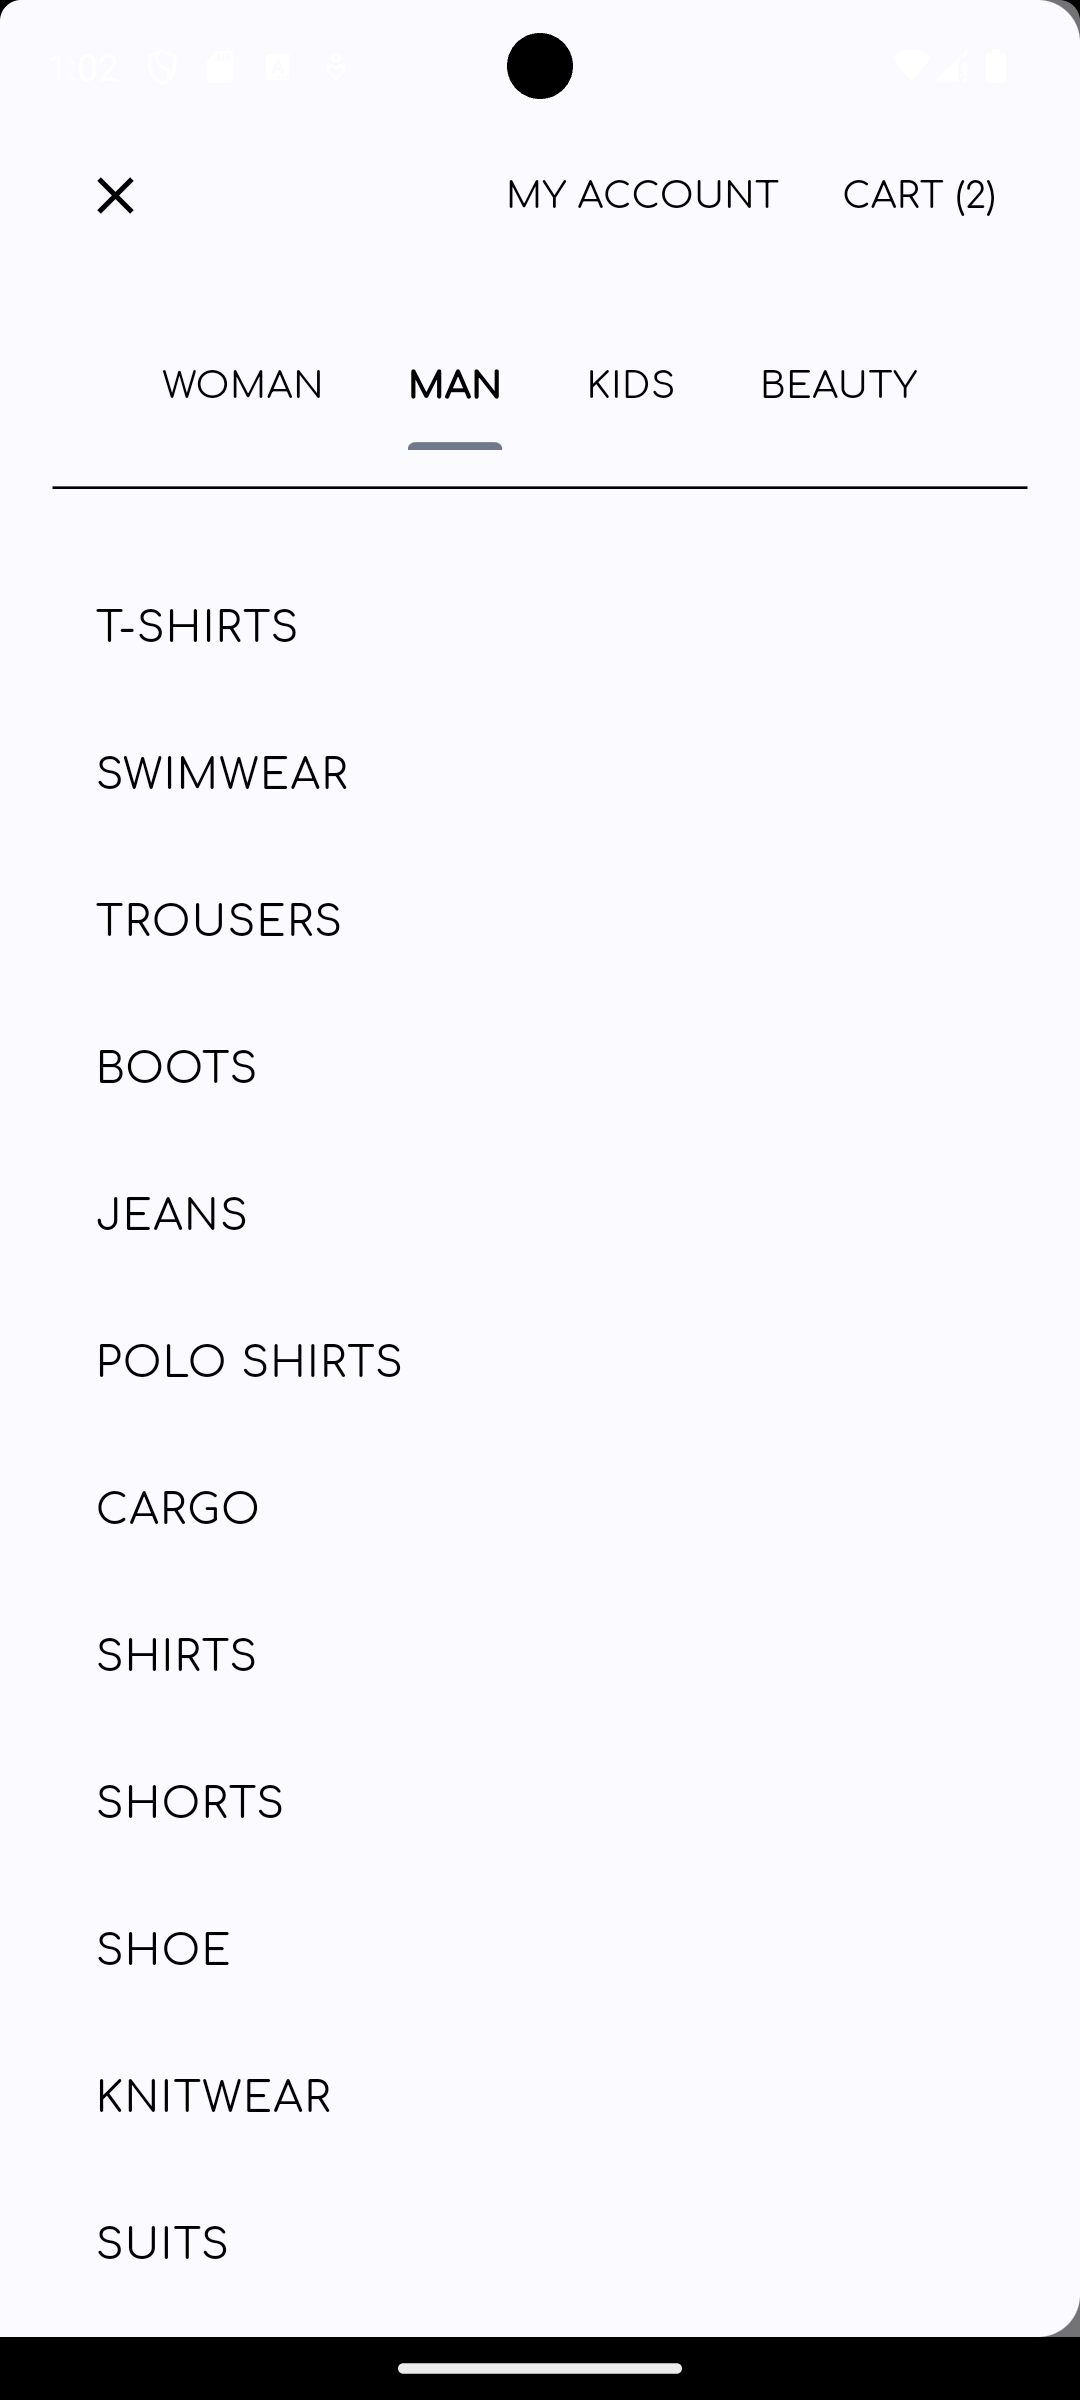 1:02
MY ACCOUNT CART (2)
WOMAN MAN KIDS BEAUTY
T-SHIRTS
SWIMWEAR
TROUSERS
BOOTS
JEANS
POLO SHIRTS
CARGO
SHIRTS
SHORTS
SHOE
KNITWEAR
SUITS